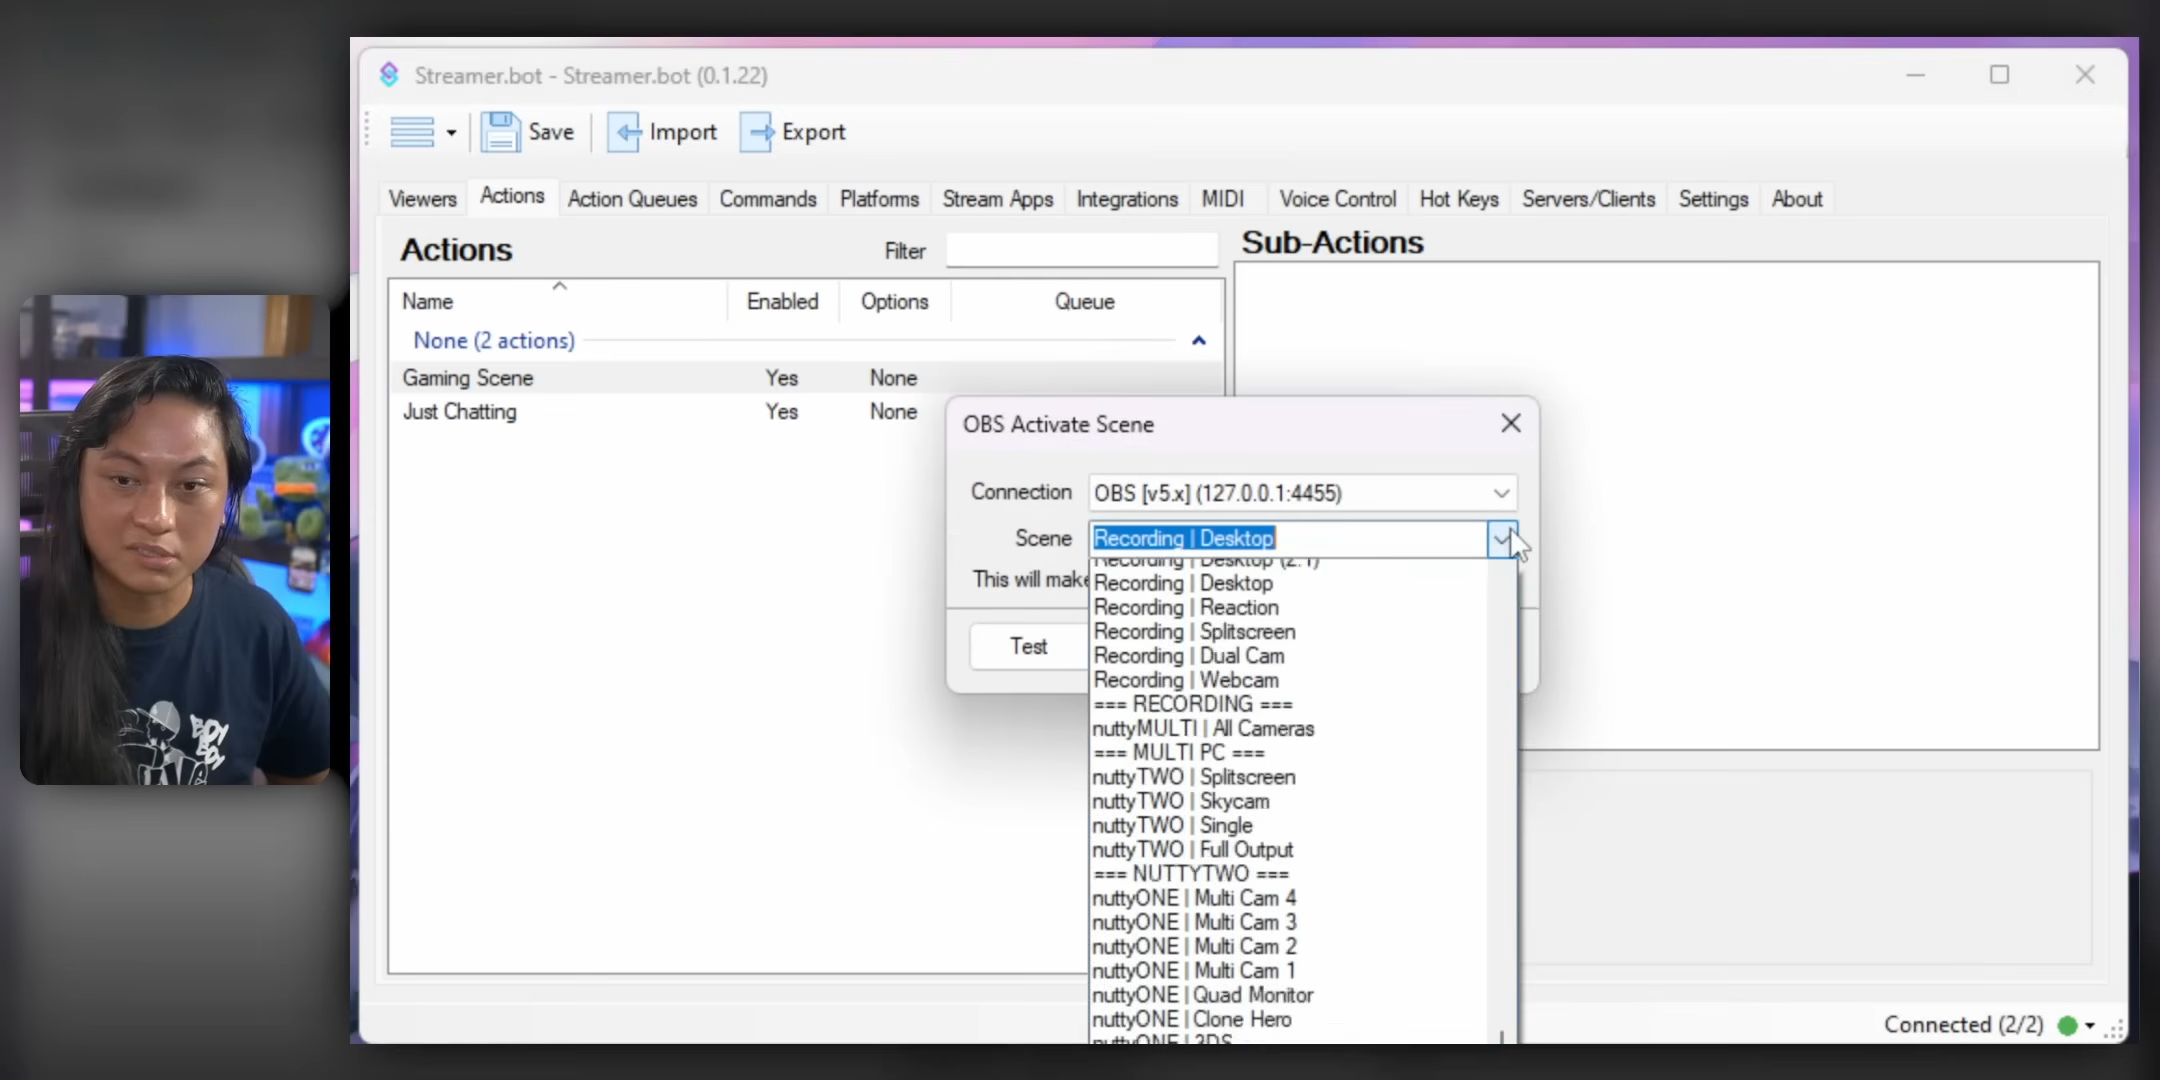 Streamer.bot - Streamer.bot (0.1.22)
Save Import Export
Viewers Actions Action Queues Commands Platforms Stream Apps Integrations MIDI Voice Control Hot Keys Servers/Clients Settings About
Actions Filter
Name Enabled Options Queue
None (2 actions)
Gaming Scene Yes None
Just Chatting Yes None
Sub-Actions
OBS Activate Scene
Connection OBS [v5.x] (127.0.0.1:4455)
Scene Recording | Desktop
This will make
Test
Recording | Desktop (2:1)
Recording | Desktop
Recording | Reaction
Recording | Splitscreen
Recording | Dual Cam
Recording | Webcam
=== RECORDING ===
nuttyMULTI | All Cameras
=== MULTI PC ===
nuttyTWO | Splitscreen
nuttyTWO | Skycam
nuttyTWO | Single
nuttyTWO | Full Output
=== NUTTYTWO ===
nuttyONE | Multi Cam 4
nuttyONE | Multi Cam 3
nuttyONE | Multi Cam 2
nuttyONE | Multi Cam 1
nuttyONE | Quad Monitor
nuttyONE | Clone Hero
nuttyONE | 3DS
Connected (2/2)